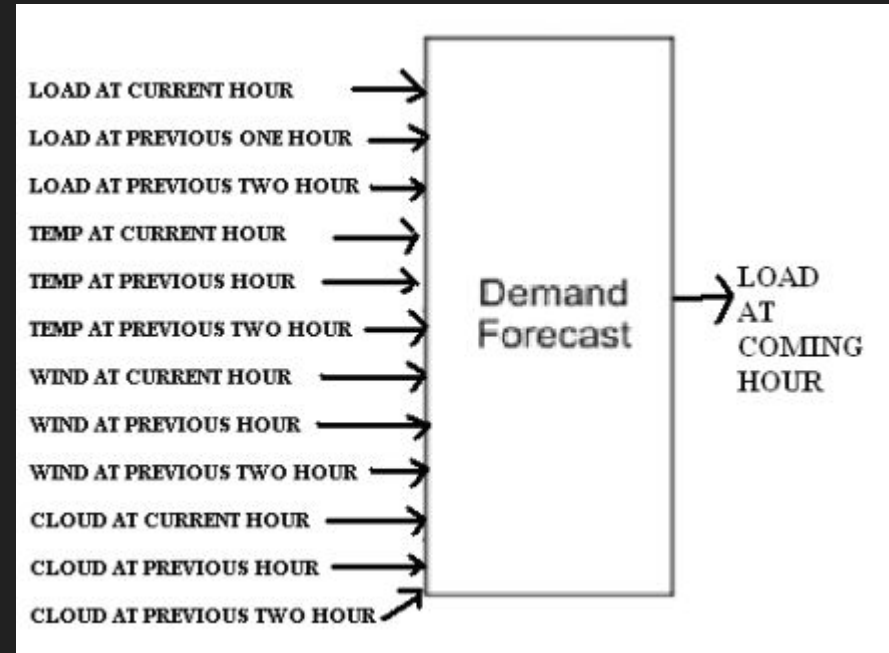 LOAD AT CURRENT HOUR
LOAD AT PREVIOUS ONE HOUR
LOAD AT PREVIOUS TWO HOUR
TEMP AT CURRENT HOUR
TEMP AT PREVIOUS HOUR
TEMP AT PREVIOUS TWO HOUR
WIND AT CURRENT HOUR
WIND AT PREVIOUS HOUR
WIND AT PREVIOUS TWO HOUR
CLOUD AT CURRENT HOUR
CLOUD AT PREVIOUS HOUR
CLOUD AT PREVIOUS TWO HOUR
Demand
Forecast
LOAD
AT
COMING
HOUR